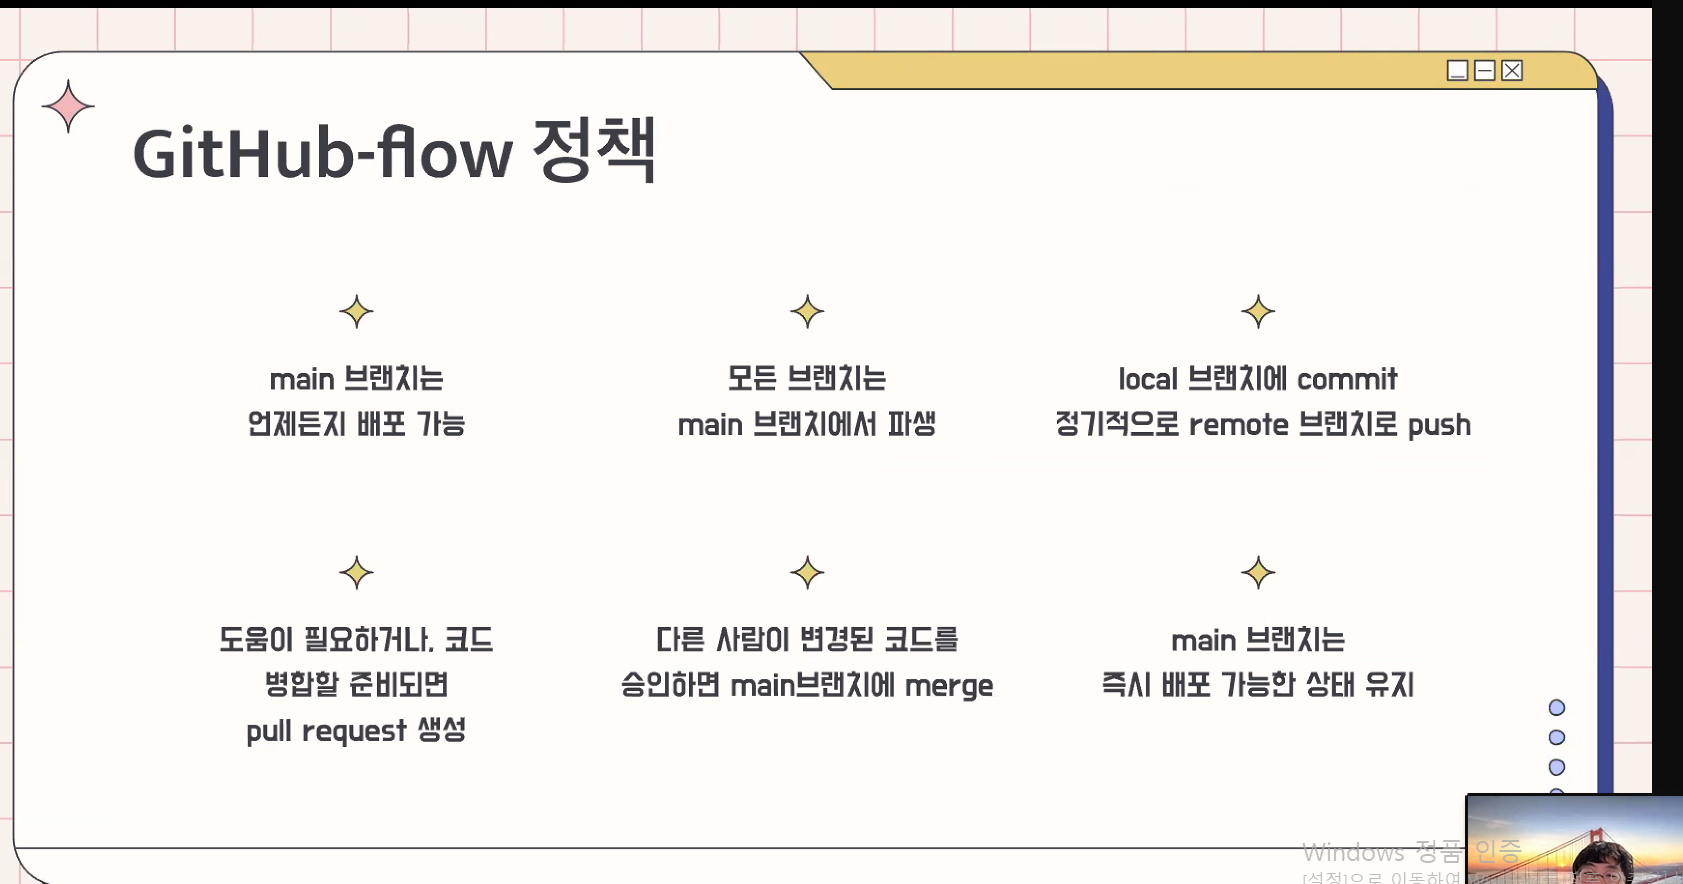 GitHub-flow 정책
main 브랜치는
언제든지 배포 가능
모든 브랜치는
main 브랜치에서 파생
local 브랜치에 commit
정기적으로 remote 브랜치로 push
도움이 필요하거나, 코드
병합할 준비되면
pull request 생성
다른 사람이 변경된 코드를
승인하면 main브랜치에 merge
main 브랜치는
즉시 배포 가능한 상태 유지
Windows 정품 인증
[설정]으로 이동하여